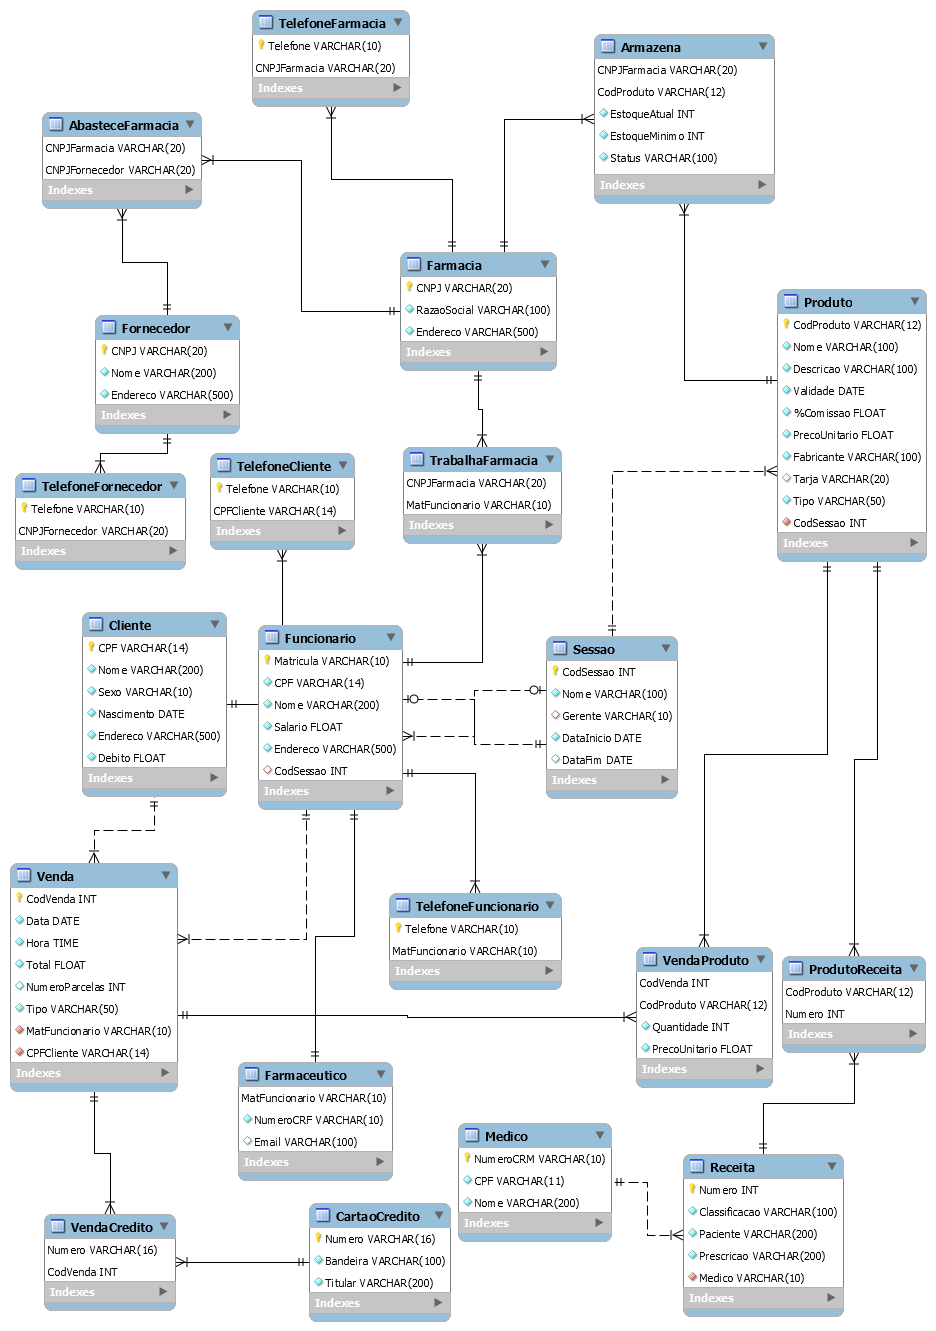 TelefoneFarmacia
Telefone VARCHAR(10)
CNPJFarmacia VARCHAR(20)
Indexes
Armazena
CNPJFarmacia VARCHAR(20)
CodProduto VARCHAR(12)
EstoqueAtual INT
EstoqueMinimo INT
Status VARCHAR(100)
Indexes
AbasteceFarmacia
CNPJFarmacia VARCHAR(20)
CNPJFornecedor VARCHAR(20)
Indexes
Farmacia
CNPJ VARCHAR(20)
RazaoSocial VARCHAR(100)
Endereco VARCHAR(500)
Indexes
Produto
CodProduto VARCHAR(12)
Nome VARCHAR(100)
Descricao VARCHAR(100)
Validade DATE
%Comissao FLOAT
PrecoUnitario FLOAT
Fabricante VARCHAR(100)
Tarja VARCHAR(20)
Tipo VARCHAR(50)
CodSessao INT
Indexes
Fornecedor
CNPJ VARCHAR(20)
Nome VARCHAR(200)
Endereco VARCHAR(500)
Indexes
TelefoneFornecedor
Telefone VARCHAR(10)
CNPJFornecedor VARCHAR(20)
Indexes
TelefoneCliente
Telefone VARCHAR(10)
CPFCliente VARCHAR(14)
Indexes
TrabalhaFarmacia
CNPJFarmacia VARCHAR(20)
MatFuncionario VARCHAR(10)
Indexes
Cliente
CPF VARCHAR(14)
Nome VARCHAR(200)
Sexo VARCHAR(10)
Nascimento DATE
Endereco VARCHAR(500)
Debito FLOAT
Indexes
Funcionario
Matricula VARCHAR(10)
CPF VARCHAR(14)
Nome VARCHAR(200)
Salario FLOAT
Endereco VARCHAR(500)
CodSessao INT
Indexes
Sessao
CodSessao INT
Nome VARCHAR(100)
Gerente VARCHAR(10)
DataInicio DATE
DataFim DATE
Indexes
Venda
CodVenda INT
Data DATE
Hora TIME
Total FLOAT
NumeroParcelas INT
Tipo VARCHAR(50)
MatFuncionario VARCHAR(10)
CPFCliente VARCHAR(14)
Indexes
TelefoneFuncionario
Telefone VARCHAR(10)
MatFuncionario VARCHAR(10)
Indexes
VendaProduto
CodVenda INT
CodProduto VARCHAR(12)
Quantidade INT
PrecoUnitario FLOAT
Indexes
ProdutoReceita
CodProduto VARCHAR(12)
Numero INT
Indexes
Farmaceutico
MatFuncionario VARCHAR(10)
NumeroCRF VARCHAR(10)
Email VARCHAR(100)
Indexes
Medico
NumeroCRM VARCHAR(10)
CPF VARCHAR(11)
Nome VARCHAR(200)
Indexes
Receita
Numero INT
Classificacao VARCHAR(100)
Paciente VARCHAR(200)
Prescricao VARCHAR(200)
Medico VARCHAR(10)
Indexes
VendaCredito
Numero VARCHAR(16)
CodVenda INT
Indexes
CartaoCredito
Numero VARCHAR(16)
Bandeira VARCHAR(100)
Titular VARCHAR(200)
Indexes